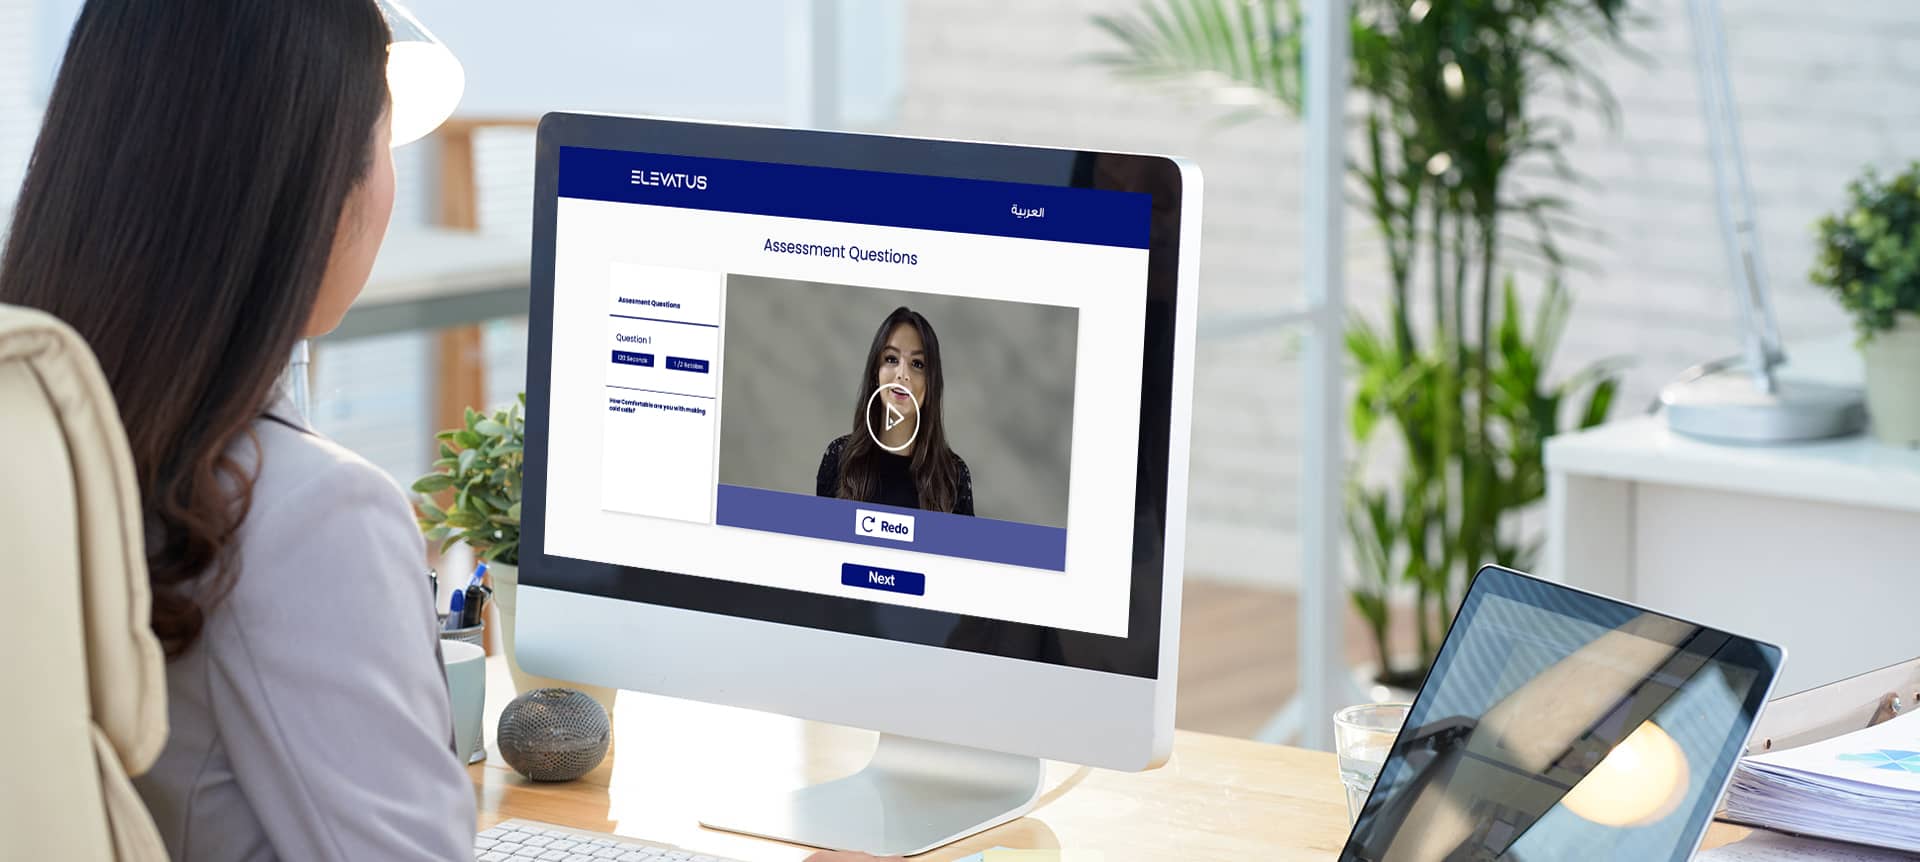 ELEVATUS
العربية
Assessment Questions
Assesment Questions
Question 1
120 Seconds
1 /2 Retakes
How Comfortable are you with making
cold calls?
Redo
Next